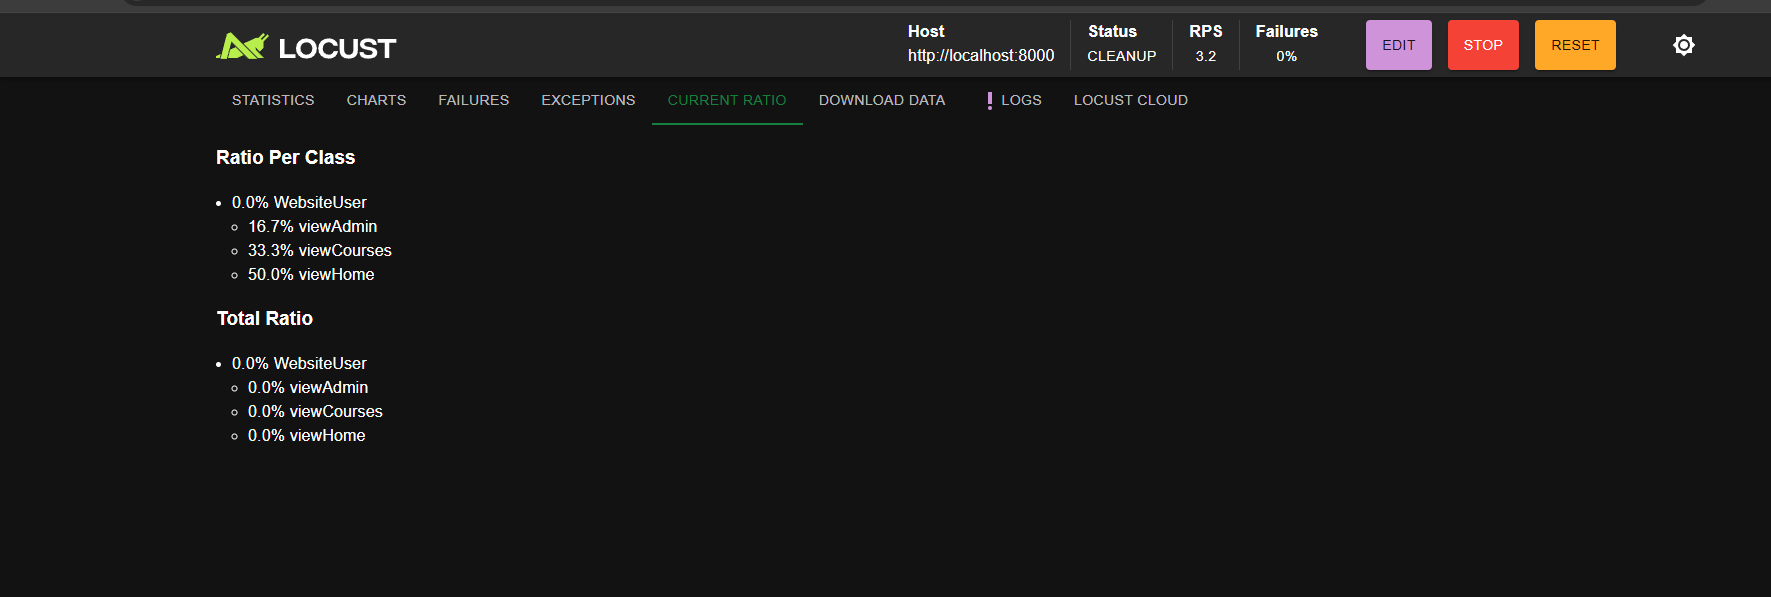 LOCUST
Host
http://localhost:8000
Status
CLEANUP
RPS
3.2
Failures
0%
EDIT
STOP
RESET
STATISTICS CHARTS FAILURES EXCEPTIONS CURRENT RATIO DOWNLOAD DATA ! LOGS LOCUST CLOUD
Ratio Per Class
• 0.0% WebsiteUser
◦ 16.7% viewAdmin
◦ 33.3% viewCourses
◦ 50.0% viewHome
Total Ratio
• 0.0% WebsiteUser
◦ 0.0% viewAdmin
◦ 0.0% viewCourses
◦ 0.0% viewHome